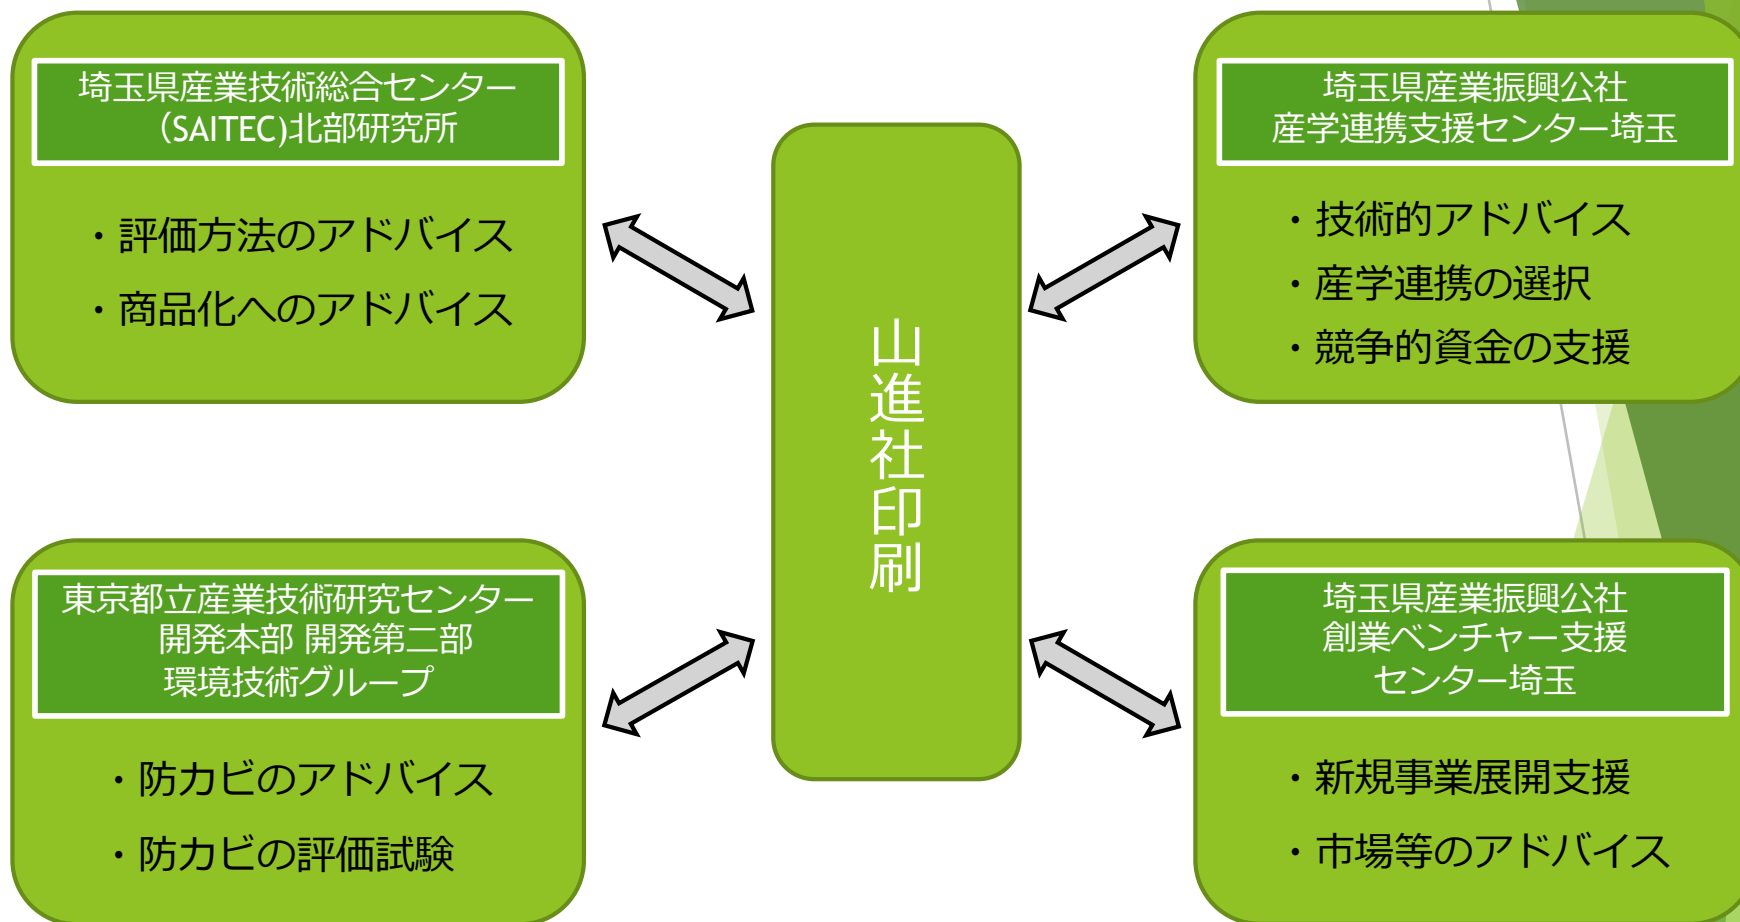 埼玉県産業技術総合センター
（SAITEC)北部研究所
・評価方法のアドバイス
・商品化へのアドバイス
埼玉県産業振興公社
産学連携支援センター埼玉
・技術的アドバイス
・産学連携の選択
・競争的資金の支援
山進社印刷
東京都立産業技術研究センター
開発本部 開発第二部
環境技術グループ
・防カビのアドバイス
・防カビの評価試験
埼玉県産業振興公社
創業ベンチャー支援
センター埼玉
・新規事業展開支援
・市場等のアドバイス